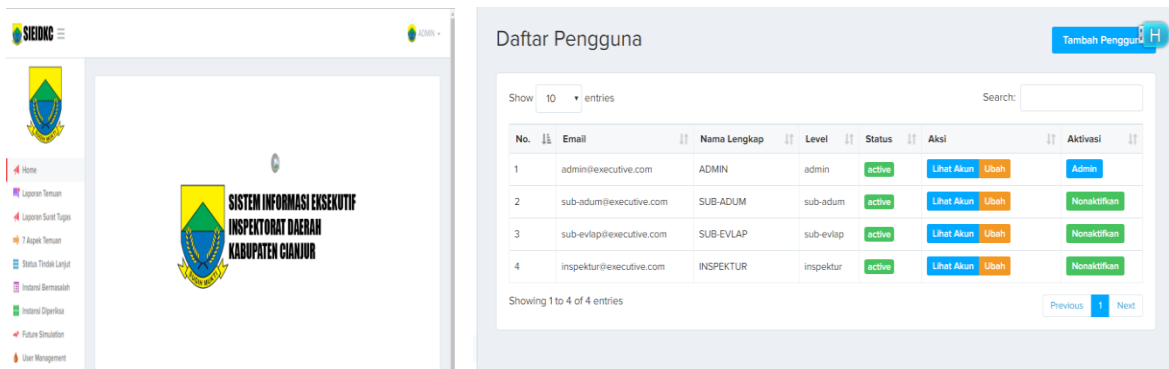 SIEIDKC
ADMIN
Home
Laporan Temuan
Laporan Surat Tugas
7 Aspek Temuan
Status Tindak Lanjut
Instansi Bermasalah
Instansi Diperiksa
Future Simulation
User Management
SUGIH MUKTI
SISTEM INFORMASI EKSEKUTIF
INSPEKTORAT DAERAH
KABUPATEN CIANJUR
SUGIH MUKTI
Daftar Pengguna
Tambah Pengguna
H
Show 10 entries
Search:
No. Email Nama Lengkap Level Status Aksi Aktivasi
1 admin@executive.com ADMIN admin active Lihat Akun Ubah Admin
2 sub-adum@executive.com SUB-ADUM sub-adum active Lihat Akun Ubah Nonaktifkan
3 sub-evlap@executive.com SUB-EVLAP sub-evlap active Lihat Akun Ubah Nonaktifkan
4 inspektur@executive.com INSPEKTUR inspektur active Lihat Akun Ubah Nonaktifkan
Showing 1 to 4 of 4 entries
Previous 1 Next